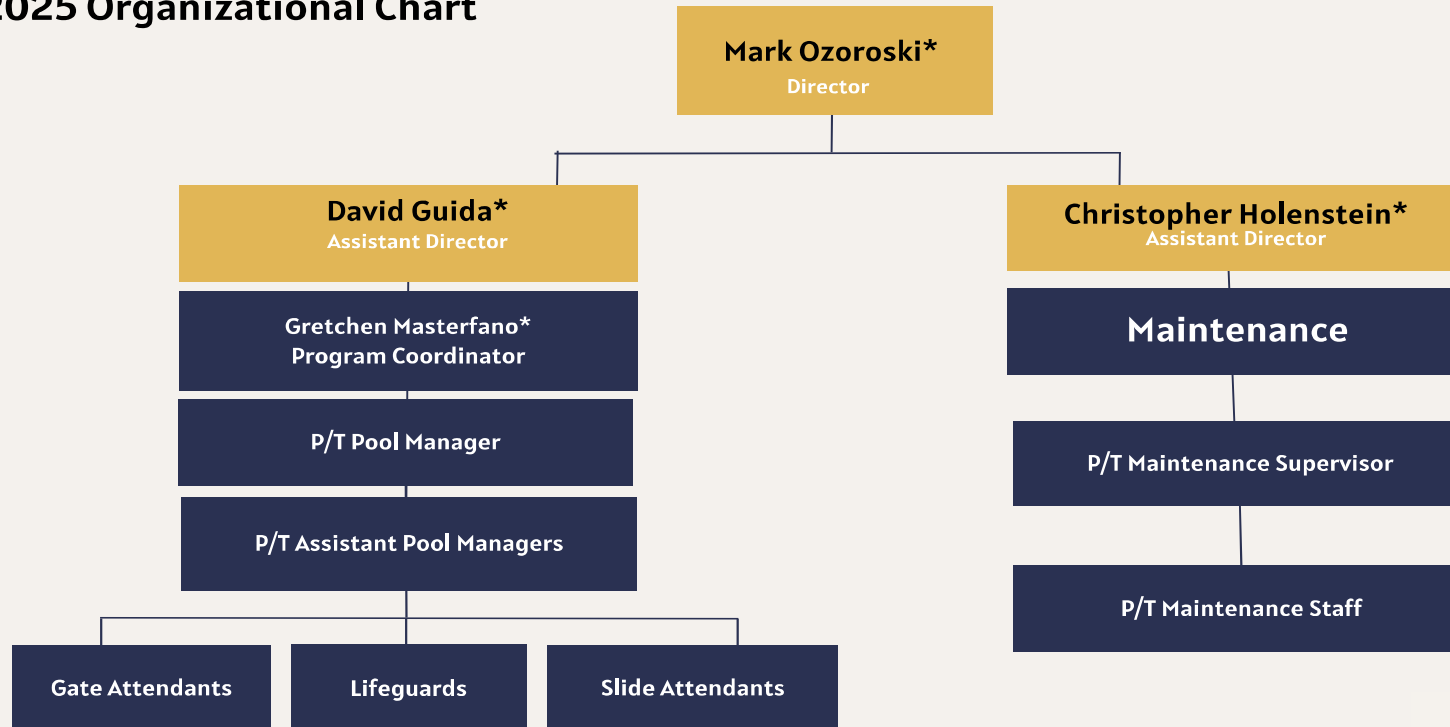 2025 Organizational Chart
Mark Ozoroski*
Director
David Guida*
Assistant Director
Christopher Holenstein*
Assistant Director
Gretchen Masterfano*
Program Coordinator
Maintenance
P/T Pool Manager
P/T Maintenance Supervisor
P/T Assistant Pool Managers
P/T Maintenance Staff
Gate Attendants
Lifeguards
Slide Attendants